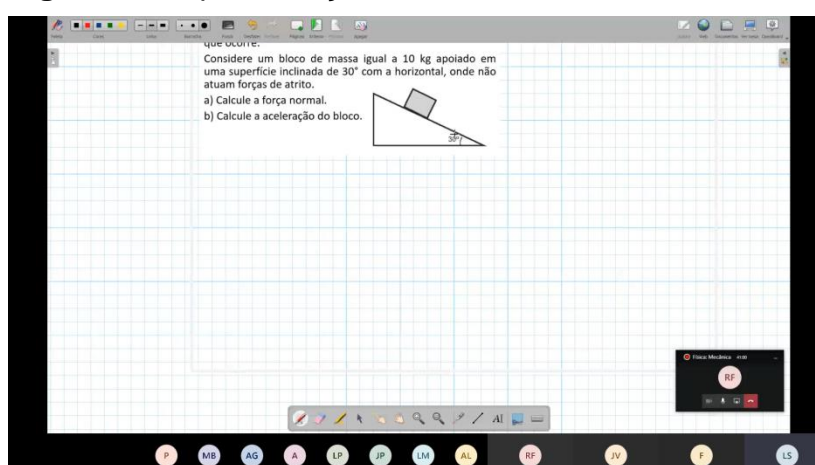 que ocorre.
Considere um bloco de massa igual a 10 kg apoiado em
uma superfície inclinada de 30° com a horizontal, onde não
atuam forças de atrito.
a) Calcule a força normal.
b) Calcule a aceleração do bloco.
30°
Física: Mecânica
RF
AI
P MB AG A LP JP LM AL RF JV F LS